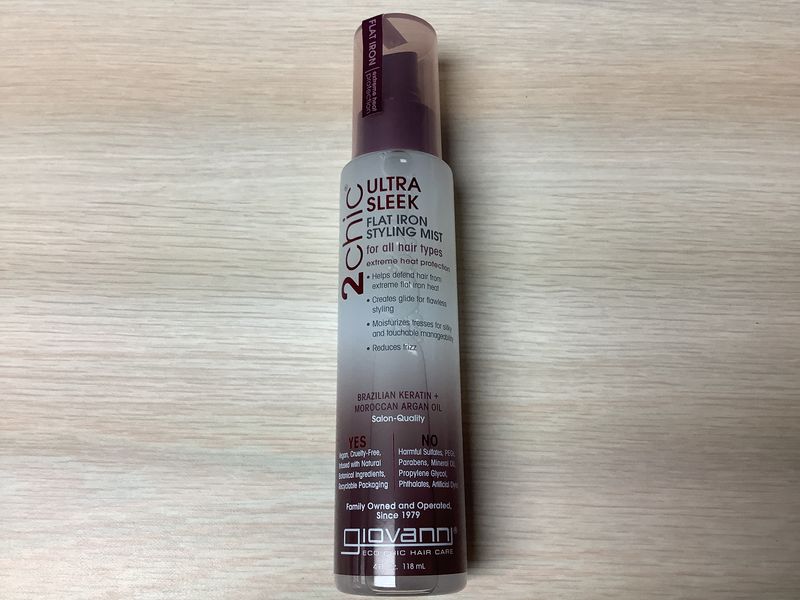 FLAT IRON
extreme heat
protection
2chic®
ULTRA
SLEEK
FLAT IRON
STYLING MIST
for all hair types
extreme heat protection
• Helps defend hair from
extreme flat iron heat
• Creates glide for flawless
styling
• Moisturizes tresses for silky
and touchable manageability
• Reduces frizz
BRAZILIAN KERATIN +
MOROCCAN ARGAN OIL
Salon-Quality
YES
Vegan, Cruelty-Free,
Infused with Natural
Botanical Ingredients,
Recyclable Packaging
NO
Harmful Sulfates, PEGs,
Parabens, Mineral Oil,
Propylene Glycol,
Phthalates, Artificial Dyes
Family Owned and Operated,
Since 1979
giovanni®
ECO CHIC HAIR CARE
4 118 mL